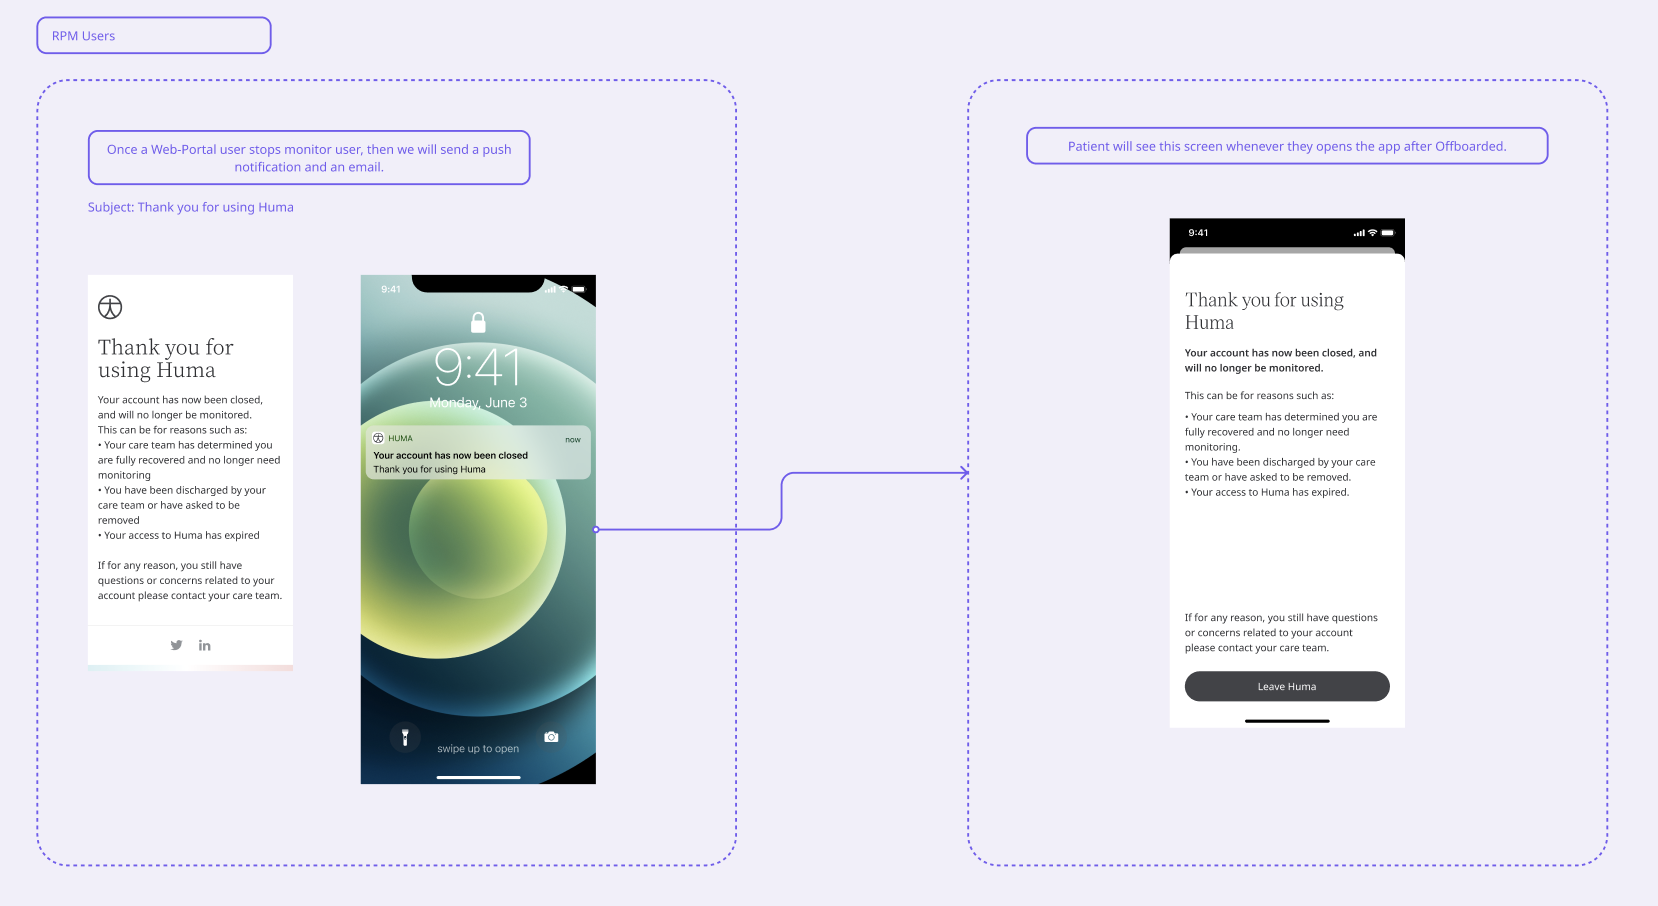 RPM Users
Once a Web-Portal user stops monitor user, then we will send a push
notification and an email.
Subject: Thank you for using Huma
Thank you for
using Huma
Your account has now been closed,
and will no longer be monitored.
This can be for reasons such as:
• Your care team has determined you
are fully recovered and no longer need
monitoring
• You have been discharged by your
care team or have asked to be
removed
• Your access to Huma has expired
If for any reason, you still have
questions or concerns related to your
account please contact your care team.
in
9:41
9:41
Monday, June 3
HUMA
now
Your account has now been closed
Thank you for using Huma
swipe up to open
Patient will see this screen whenever they opens the app after Offboarded.
9:41
Thank you for using
Huma
Your account has now been closed, and
will no longer be monitored.
This can be for reasons such as:
• Your care team has determined you are
fully recovered and no longer need
monitoring.
• You have been discharged by your care
team or have asked to be removed.
• Your access to Huma has expired.
If for any reason, you still have questions
or concerns related to your account
please contact your care team.
Leave Huma